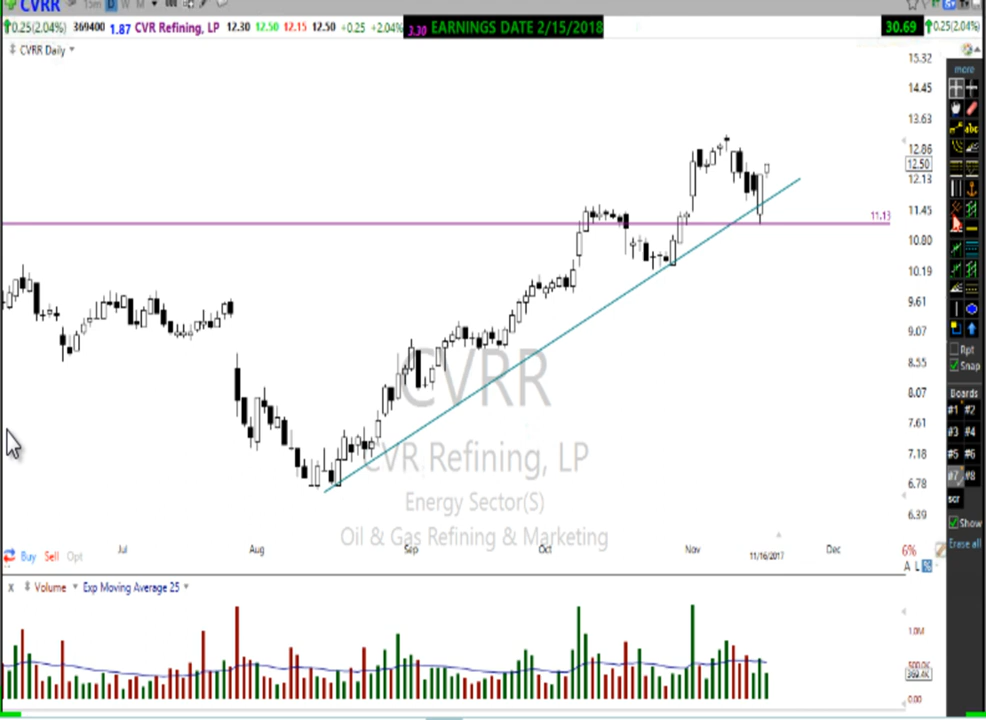 CVRR 15m D W M
0.25(2.04%) 369400 1.87 CVR Refining, LP 12.30 12.50 12.15 12.50 +0.25 +2.04% 3.30 EARNINGS DATE 2/15/2018 30.69 0.25(2.04%)
CVRR Daily
more
15.32
14.45
abc
13.63
12.86
12.50
12.13
11.13
11.45
10.80
10.19
9.61
9.07
Rpt
8.55
Snap
CVRR
Boards
8.07
#1 #2
7.61
#3 #4
CVR Refining, LP
7.18
#5 #6
6.78
#7 #8
Energy Sector(S)
scr
6.39
Show
Oil & Gas Refining & Marketing
Erase all
Buy Sell Opt
Jul Aug Sep Oct Nov 11/16/2017 Dec
6%
A L %
X Volume Exp Moving Average 25
1.0M
500.0K
369.4K
0.00